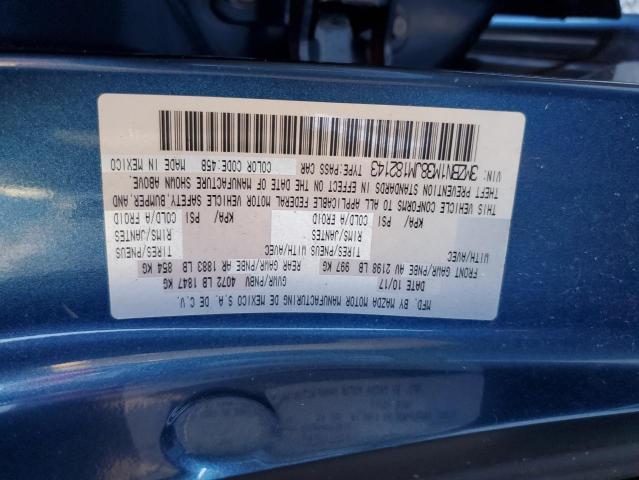 MFD. BY MAZDA MOTOR MANUFACTURING DE MEXICO S.A. DE C.V.
DATE 10/17 GVWR/PNBV 4072 LB 1847 KG
FRONT GAWR/PNBE AV 2198 LB 997 KG REAR GAWR/PNBE AR 1883 LB 854 KG
WITH/AVEC WITH/AVEC
TIRES/PNEUS TIRES/PNEUS
RIMS/JANTES RIMS/JANTES
COLD/A FROID COLD/A FROID
KPA/ PSI KPA/ PSI
THIS VEHICLE CONFORMS TO ALL APPLICABLE FEDERAL MOTOR VEHICLE SAFETY, BUMPER, AND
THEFT PREVENTION STANDARDS IN EFFECT ON THE DATE OF MANUFACTURE SHOWN ABOVE.
VIN: 3MZBN1M38JM182143 TYPE:PASS CAR COLOR CODE:45B MADE IN MEXICO